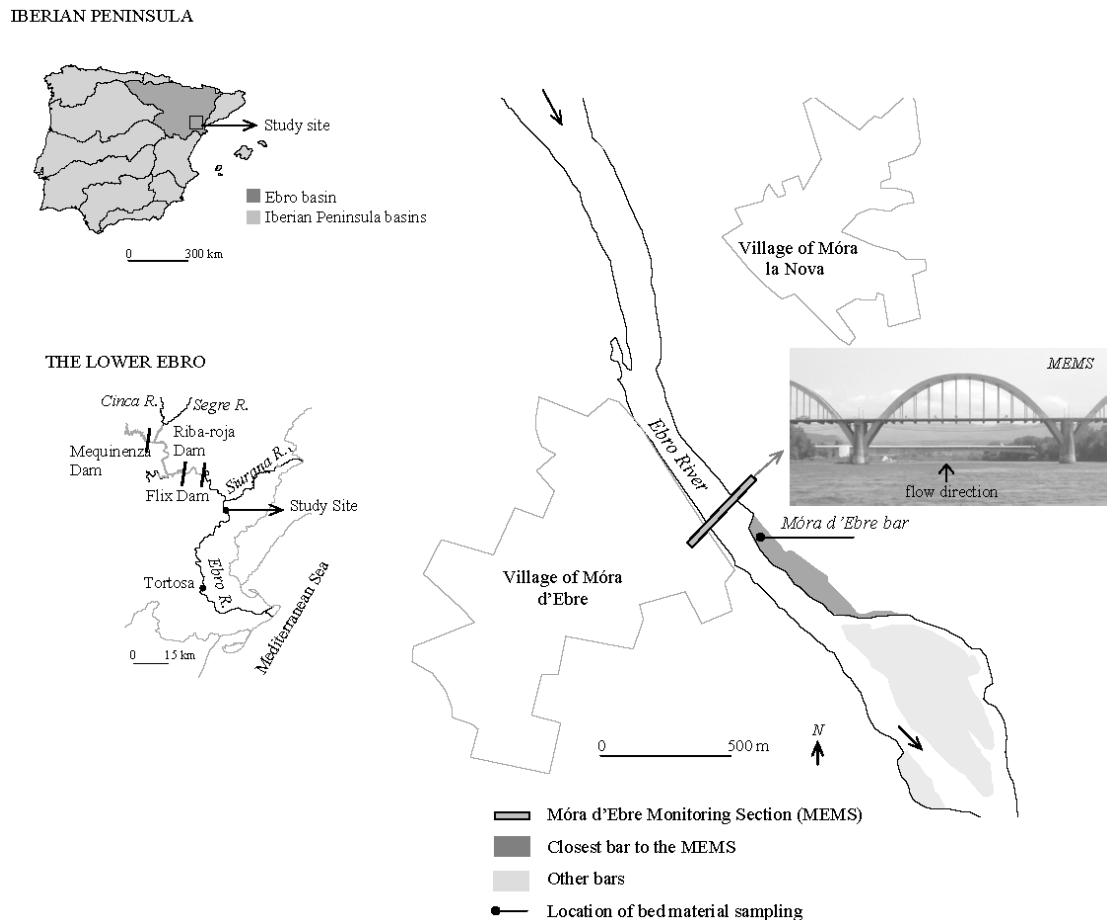 IBERIAN PENINSULA
Study site
Ebro basin
Iberian Peninsula basins
0 300 km
THE LOWER EBRO
Cinca R.
Segre R.
Riba-roja
Dam
Mequinenza
Dam
Flix Dam
Siurana R.
Study Site
Tortosa
Ebro R.
Mediterranean Sea
0 15 km
Village of Móra
la Nova
MEMS
flow direction
Ebro River
Móra d'Ebre bar
Village of Móra
d'Ebre
0 500 m
N
Móra d'Ebre Monitoring Section (MEMS)
Closest bar to the MEMS
Other bars
Location of bed material sampling